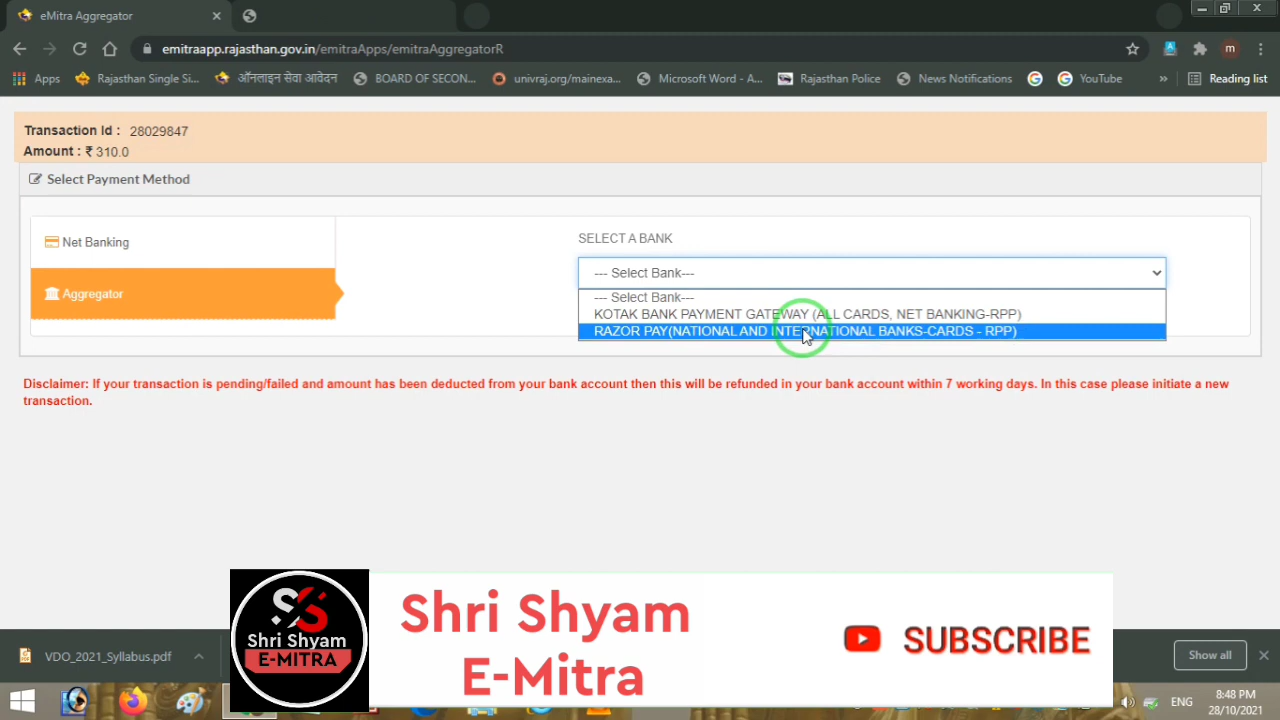 eMitra Aggregator
emitraapp.rajasthan.gov.in/emitraApps/emitraAggregatorR
m
Apps
Rajasthan Single Si...
ऑनलाइन सेवा आवेदन
BOARD OF SECON...
univraj.org/mainexa...
Microsoft Word - A...
Rajasthan Police
News Notifications
YouTube
»
Reading list
Transaction Id : 28029847
Amount : ₹ 310.0
Select Payment Method
Net Banking
Aggregator
SELECT A BANK
--- Select Bank---
--- Select Bank---
KOTAK BANK PAYMENT GATEWAY (ALL CARDS, NET BANKING-RPP)
RAZOR PAY(NATIONAL AND INTERNATIONAL BANKS-CARDS - RPP)
Disclaimer: If your transaction is pending/failed and amount has been deducted from your bank account then this will be refunded in your bank account within 7 working days. In this case please initiate a new
transaction.
SS
Shri Shyam
E-MITRA
Shri Shyam
E-Mitra
SUBSCRIBE
VDO_2021_Syllabus.pdf
Show all
ENG
8:48 PM
28/10/2021